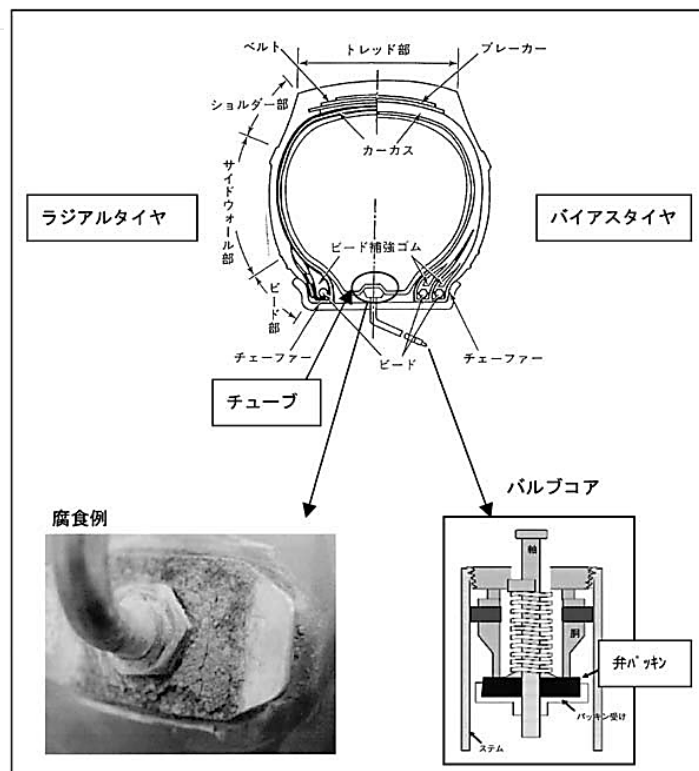 ベルト
トレッド部
ブレーカー
ショルダー部
カーカス
サイドウォール部
ラジアルタイヤ
バイアスタイヤ
ビード補強ゴム
ビード部
チェーファー
ビード
チェーファー
チューブ
バルブコア
腐食例
軸
胴
弁ﾊﾟｯｷﾝ
パッキン受け
ステム